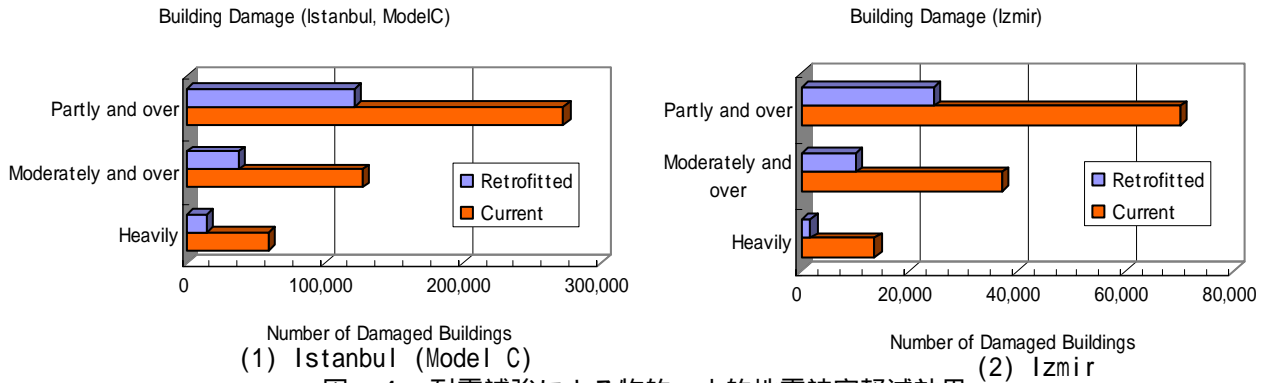 Building Damage (Istanbul, ModelC)
Partly and over
Moderately and over
Heavily
Retrofitted
Current
0
100,000
200,000
300,000
Number of Damaged Buildings
(1) Istanbul (Model C)
Building Damage (Izmir)
Partly and over
Moderately and
over
Heavily
Retrofitted
Current
0
20,000
40,000
60,000
80,000
Number of Damaged Buildings
(2) Izmir